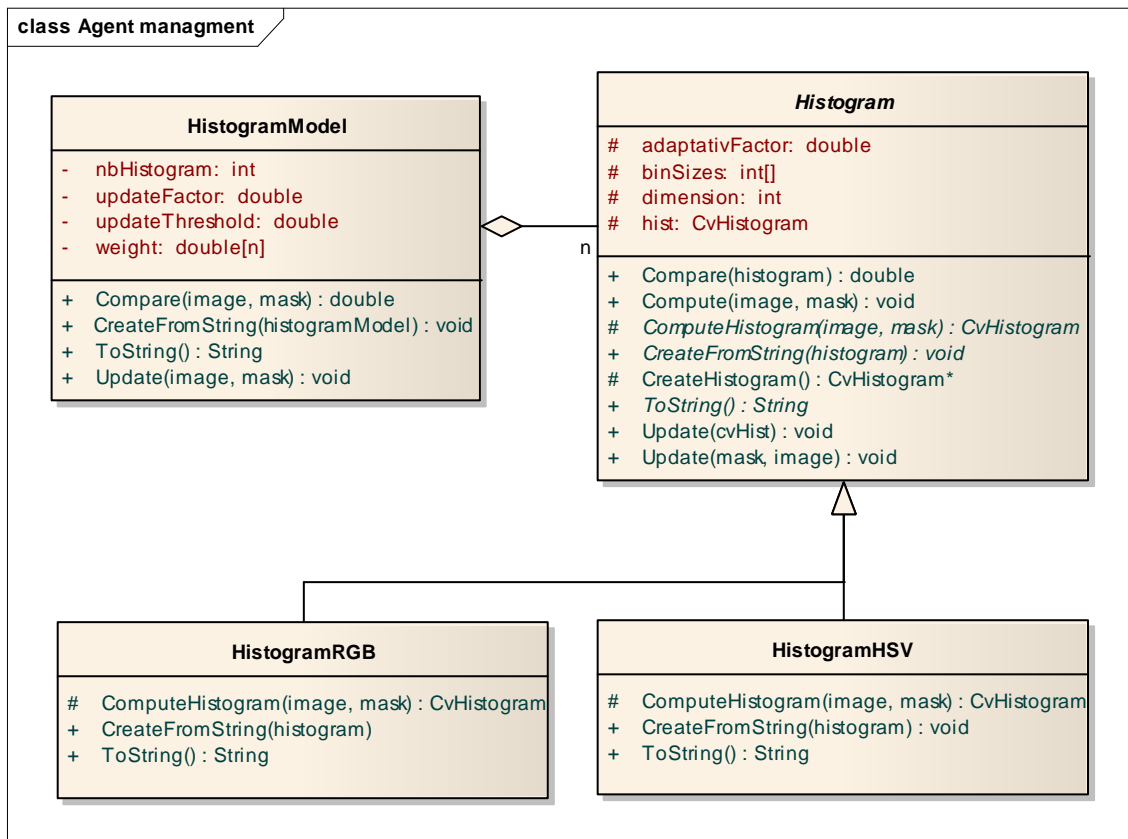 class Agent managment
HistogramModel
- nbHistogram: int
- updateFactor: double
- updateThreshold: double
- weight: double[n]
+ Compare(image, mask) : double
+ CreateFromString(histogramModel) : void
+ ToString() : String
+ Update(image, mask) : void
n
Histogram
# adaptativFactor: double
# binSizes: int[]
# dimension: int
# hist: CvHistogram
+ Compare(histogram) : double
+ Compute(image, mask) : void
# ComputeHistogram(image, mask) : CvHistogram
+ CreateFromString(histogram) : void
# CreateHistogram() : CvHistogram*
+ ToString() : String
+ Update(cvHist) : void
+ Update(mask, image) : void
HistogramRGB
# ComputeHistogram(image, mask) : CvHistogram
+ CreateFromString(histogram)
+ ToString() : String
HistogramHSV
# ComputeHistogram(image, mask) : CvHistogram
+ CreateFromString(histogram) : void
+ ToString() : String